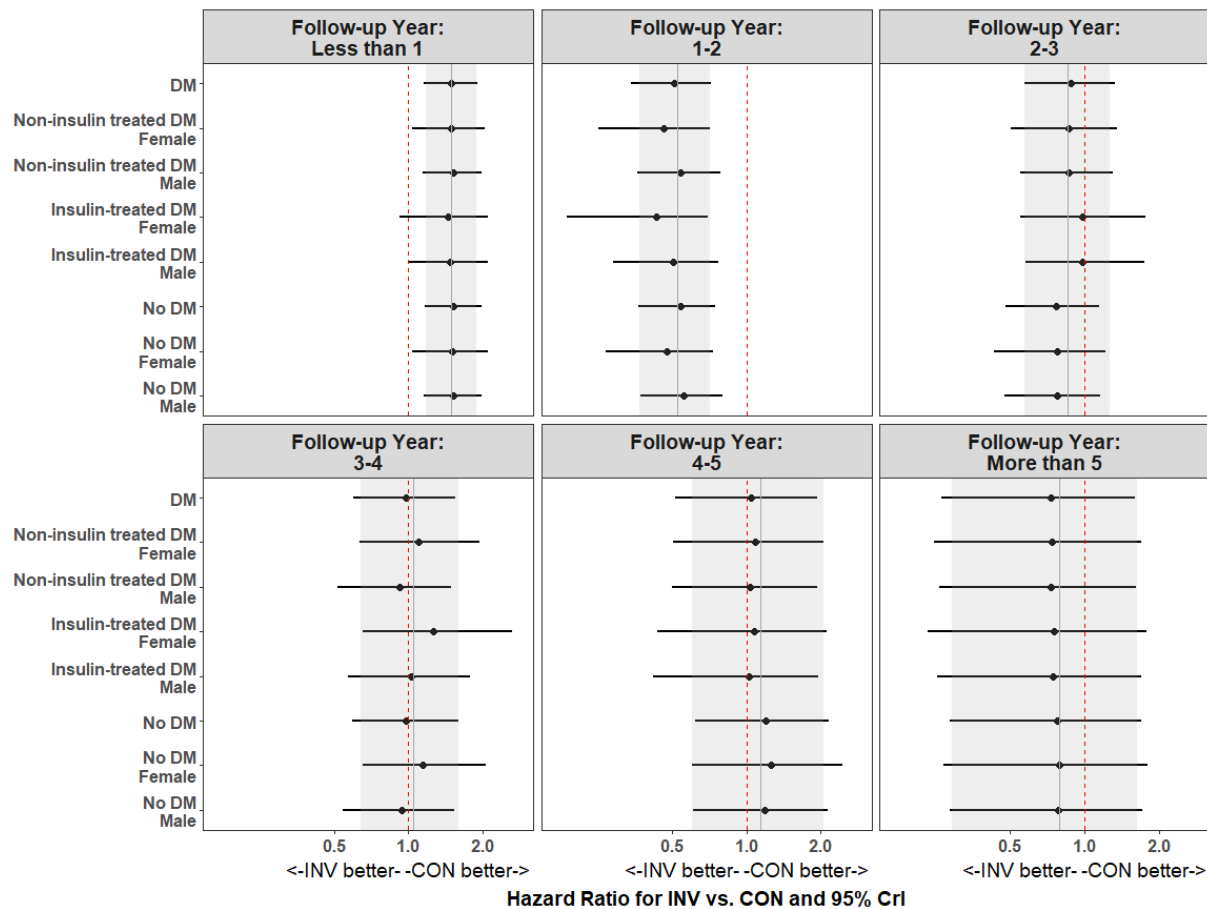 Follow-up Year:
Less than 1
Follow-up Year:
1-2
Follow-up Year:
2-3
DM
Non-insulin treated DM
Female
Non-insulin treated DM
Male
Insulin-treated DM
Female
Insulin-treated DM
Male
No DM
No DM
Female
No DM
Male
Follow-up Year:
3-4
Follow-up Year:
4-5
Follow-up Year:
More than 5
DM
Non-insulin treated DM
Female
Non-insulin treated DM
Male
Insulin-treated DM
Female
Insulin-treated DM
Male
No DM
No DM
Female
No DM
Male
0.5 1.0 2.0 0.5 1.0 2.0 0.5 1.0 2.0
<-INV better- -CON better-> <-INV better- -CON better-> <-INV better- -CON better->
Hazard Ratio for INV vs. CON and 95% CrI